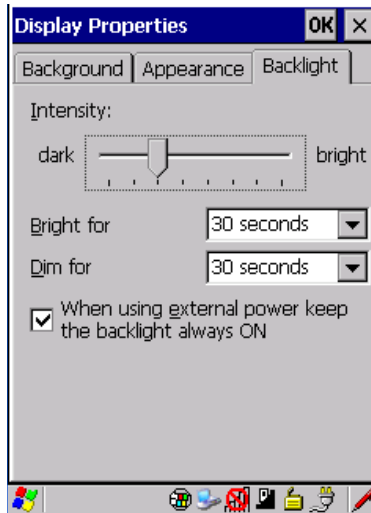 Display Properties OK ×
Background Appearance Backlight
Intensity:
dark bright
Bright for 30 seconds
Dim for 30 seconds
When using external power keep
the backlight always ON